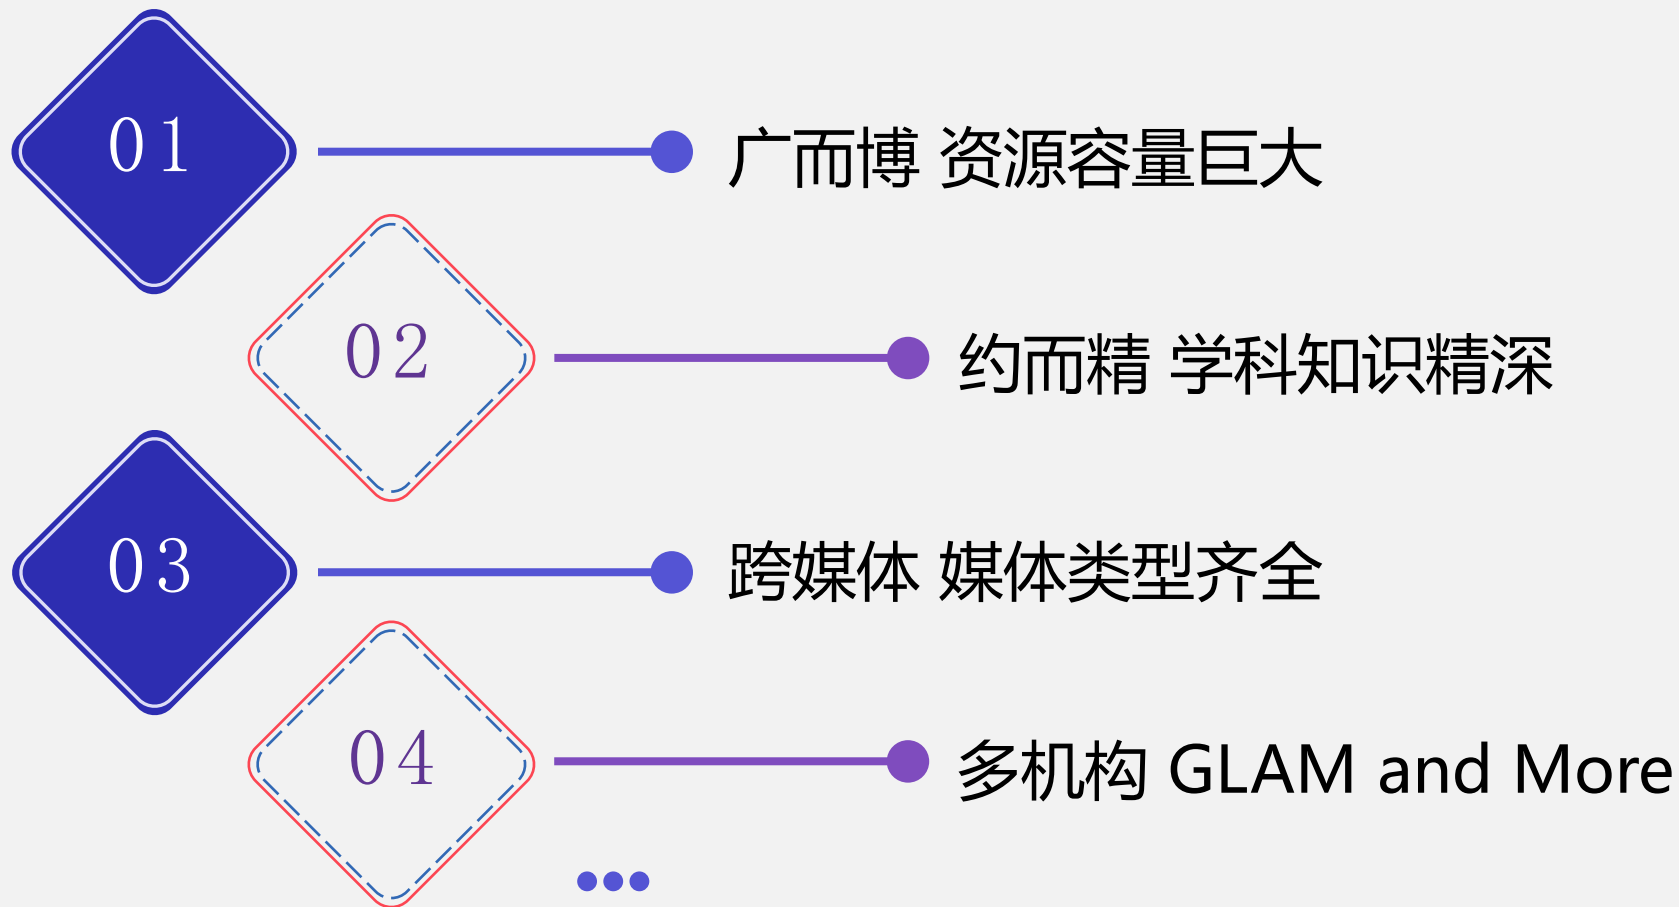 01
广而博 资源容量巨大
02
约而精 学科知识精深
03
跨媒体 媒体类型齐全
04
多机构 GLAM and More